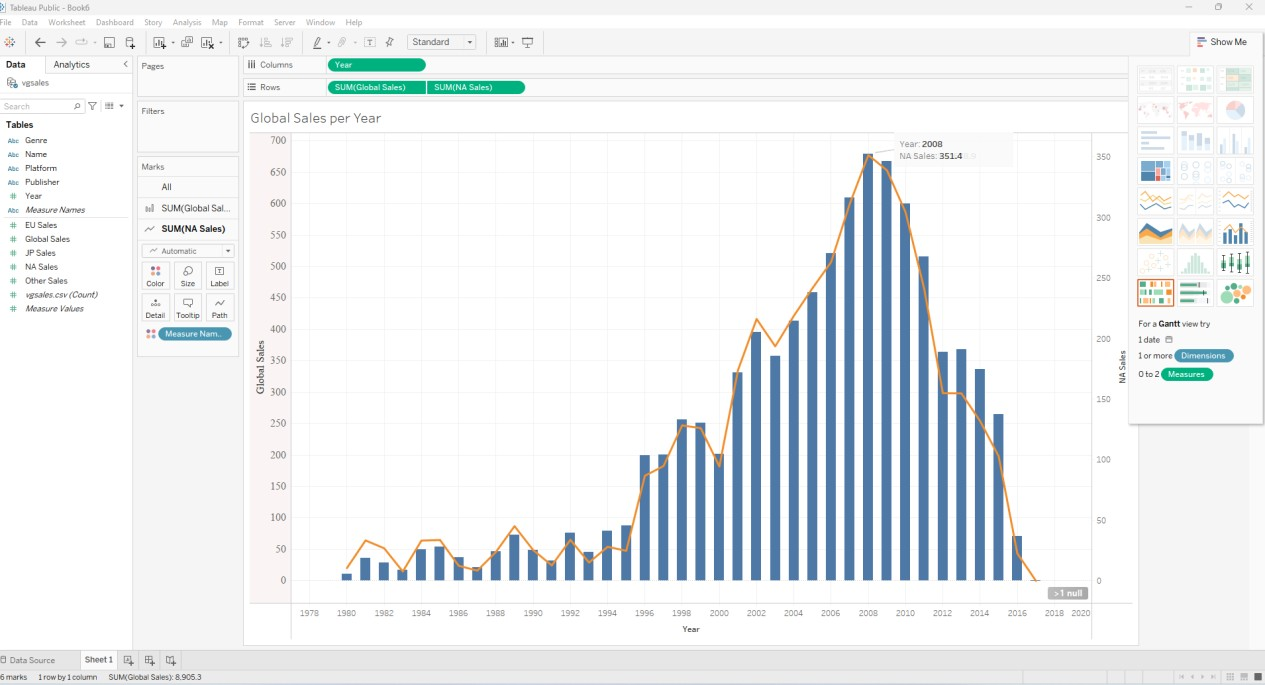 Tableau Public - Book6
File Data Worksheet Dashboard Story Analysis Map Format Server Window Help
Standard
Show Me
Data Analytics
vgsales
Search
Tables
Abc Genre
Abc Name
Abc Platform
Abc Publisher
# Year
Abc Measure Names
# EU Sales
# Global Sales
# JP Sales
# NA Sales
# Other Sales
# vgsales.csv (Count)
# Measure Values
Pages
Filters
Marks
All
SUM(Global Sal...
SUM(NA Sales)
Automatic
Color Size Label
Detail Tooltip Path
Measure Nam..
Columns Year
Rows SUM(Global Sales) SUM(NA Sales)
Global Sales per Year
700
650
600
550
500
450
400
350
300
250
200
150
100
50
0
Global Sales
Year: 2008
NA Sales: 351.4
350
300
250
200
150
100
50
0
NA Sales
>1 null
1978 1980 1982 1984 1986 1988 1990 1992 1994 1996 1998 2000 2002 2004 2006 2008 2010 2012 2014 2016 2018 2020
Year
For a Gantt view try
1 date
1 or more Dimensions
0 to 2 Measures
Data Source Sheet 1
6 marks 1 row by 1 column SUM(Global Sales): 8,905.3